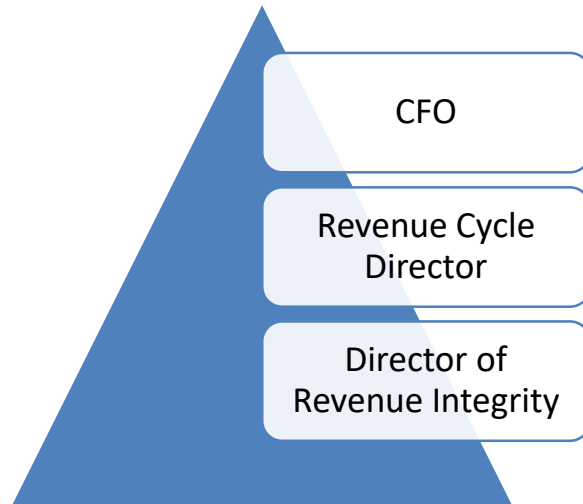 CFO
Revenue Cycle
Director
Director of
Revenue Integrity